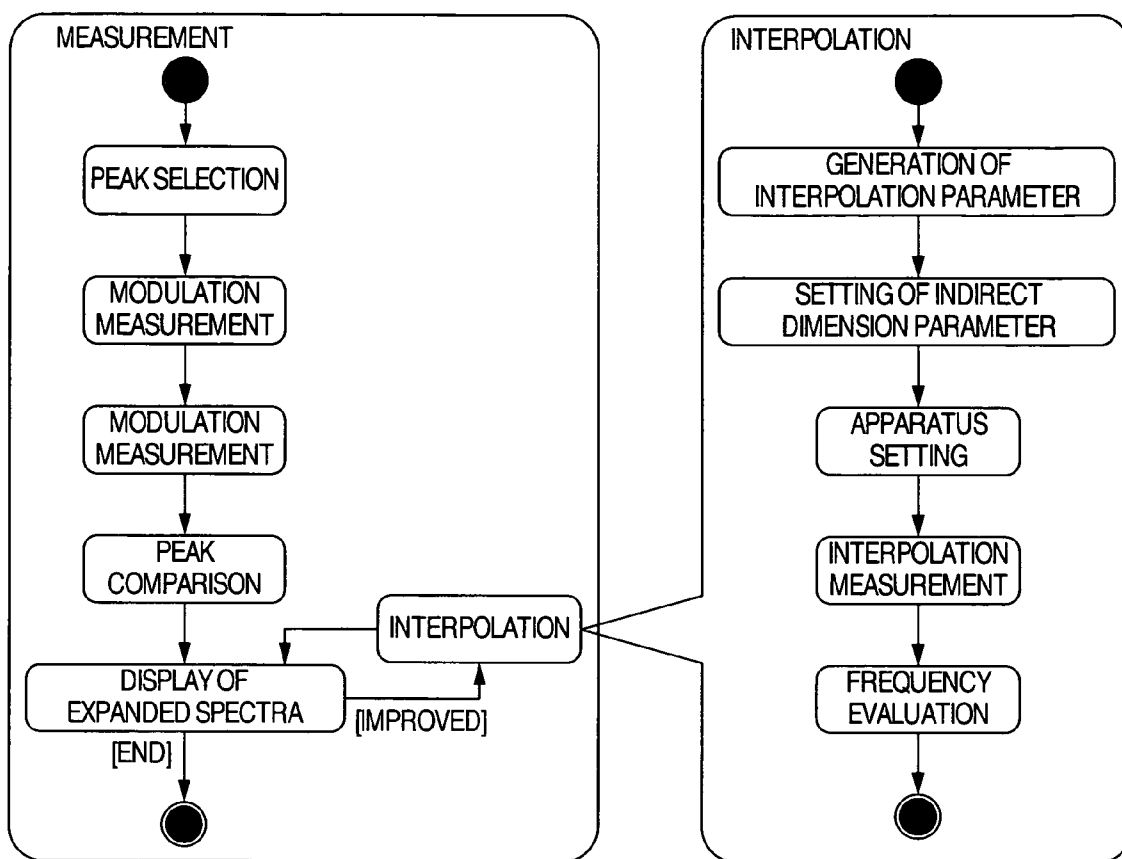 MEASUREMENT
PEAK SELECTION
MODULATION
MEASUREMENT
MODULATION
MEASUREMENT
PEAK
COMPARISON
INTERPOLATION
DISPLAY OF
EXPANDED SPECTRA
[IMPROVED]
[END]
INTERPOLATION
GENERATION OF
INTERPOLATION PARAMETER
SETTING OF INDIRECT
DIMENSION PARAMETER
APPARATUS
SETTING
INTERPOLATION
MEASUREMENT
FREQUENCY
EVALUATION